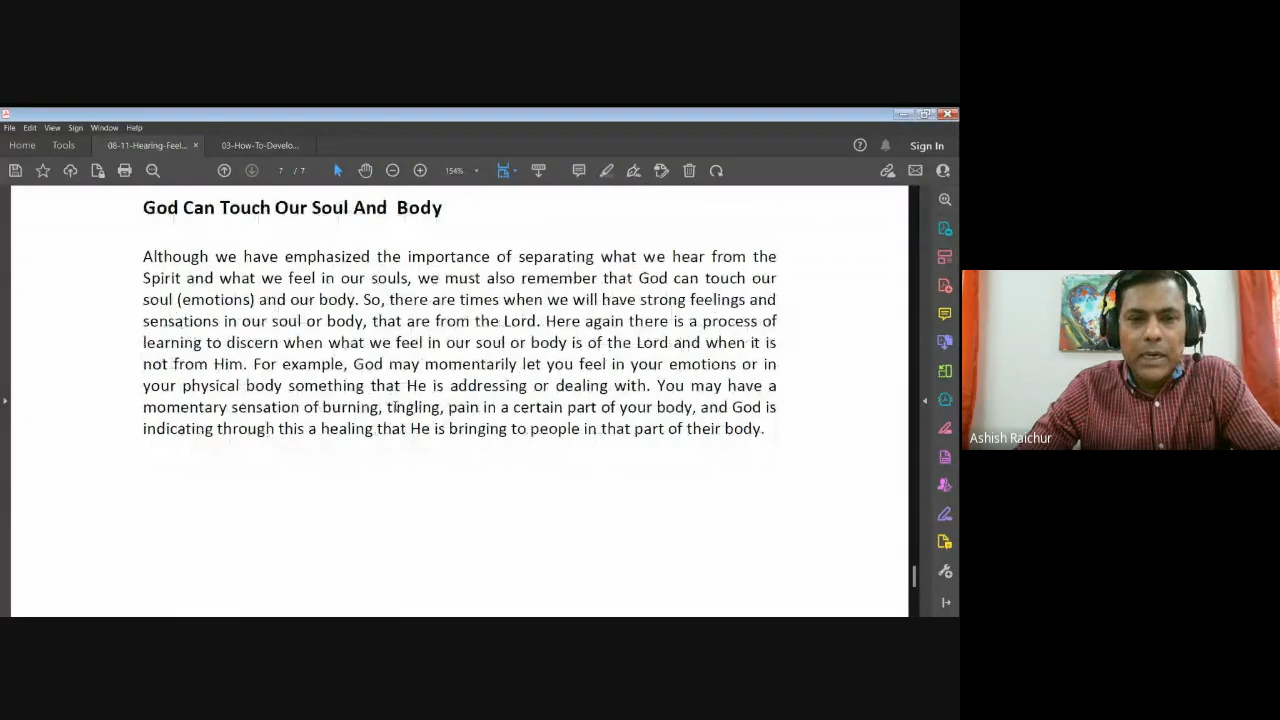 File Edit View Sign Window Help
Home Tools 08-11-Hearing-Feel... × 03-How-To-Develo... Sign In
7 / 7 154%
God Can Touch Our Soul And Body
Although we have emphasized the importance of separating what we hear from the
Spirit and what we feel in our souls, we must also remember that God can touch our
soul (emotions) and our body. So, there are times when we will have strong feelings and
sensations in our soul or body, that are from the Lord. Here again there is a process of
learning to discern when what we feel in our soul or body is of the Lord and when it is
not from Him. For example, God may momentarily let you feel in your emotions or in
your physical body something that He is addressing or dealing with. You may have a
momentary sensation of burning, tingling, pain in a certain part of your body, and God is
indicating through this a healing that He is bringing to people in that part of their body.
Ashish Raichur